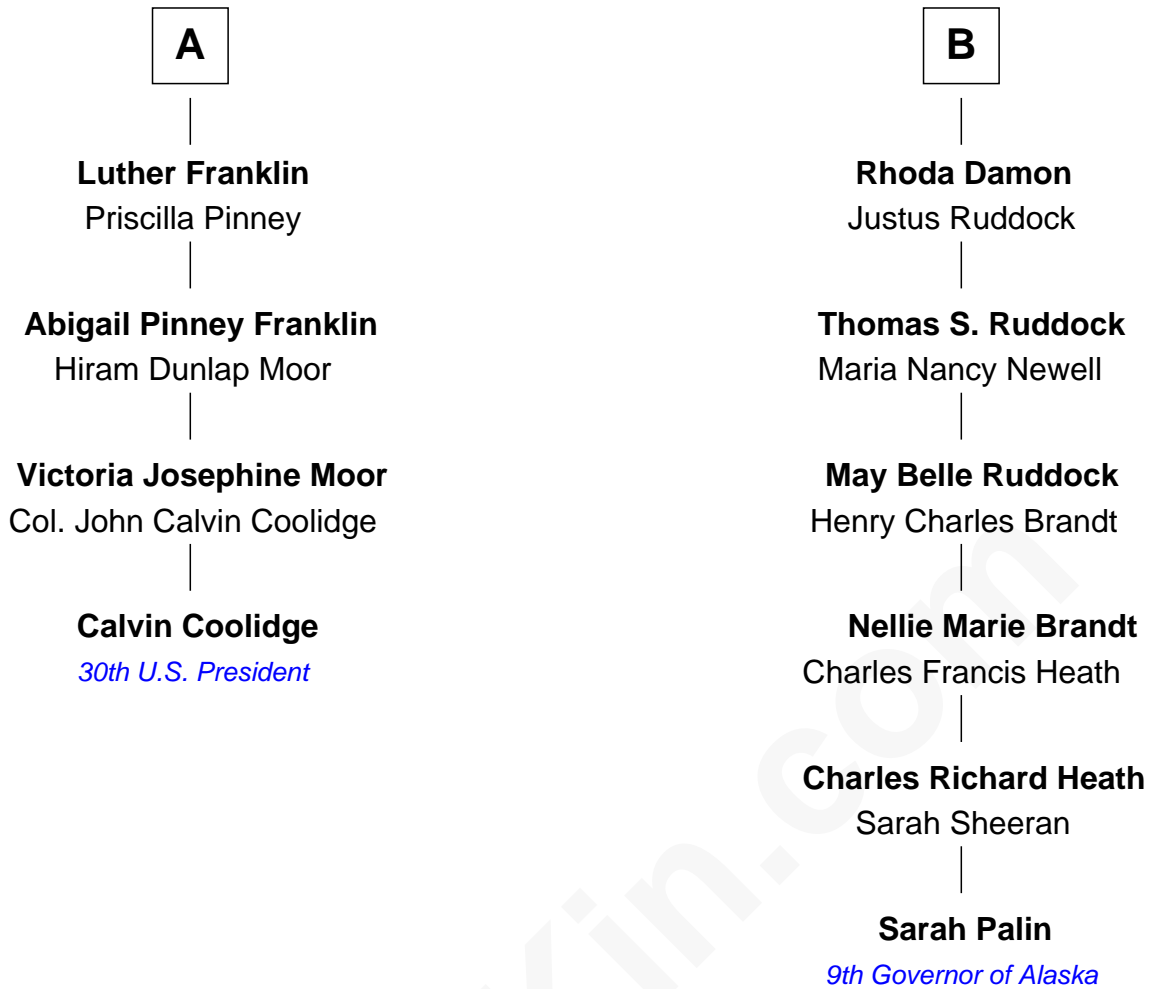 A
Luther Franklin
Priscilla Pinney
Abigail Pinney Franklin
Hiram Dunlap Moor
Victoria Josephine Moor
Col. John Calvin Coolidge
Calvin Coolidge
30th U.S. President
B
Rhoda Damon
Justus Ruddock
Thomas S. Ruddock
Maria Nancy Newell
May Belle Ruddock
Henry Charles Brandt
Nellie Marie Brandt
Charles Francis Heath
Charles Richard Heath
Sarah Sheeran
Sarah Palin
9th Governor of Alaska